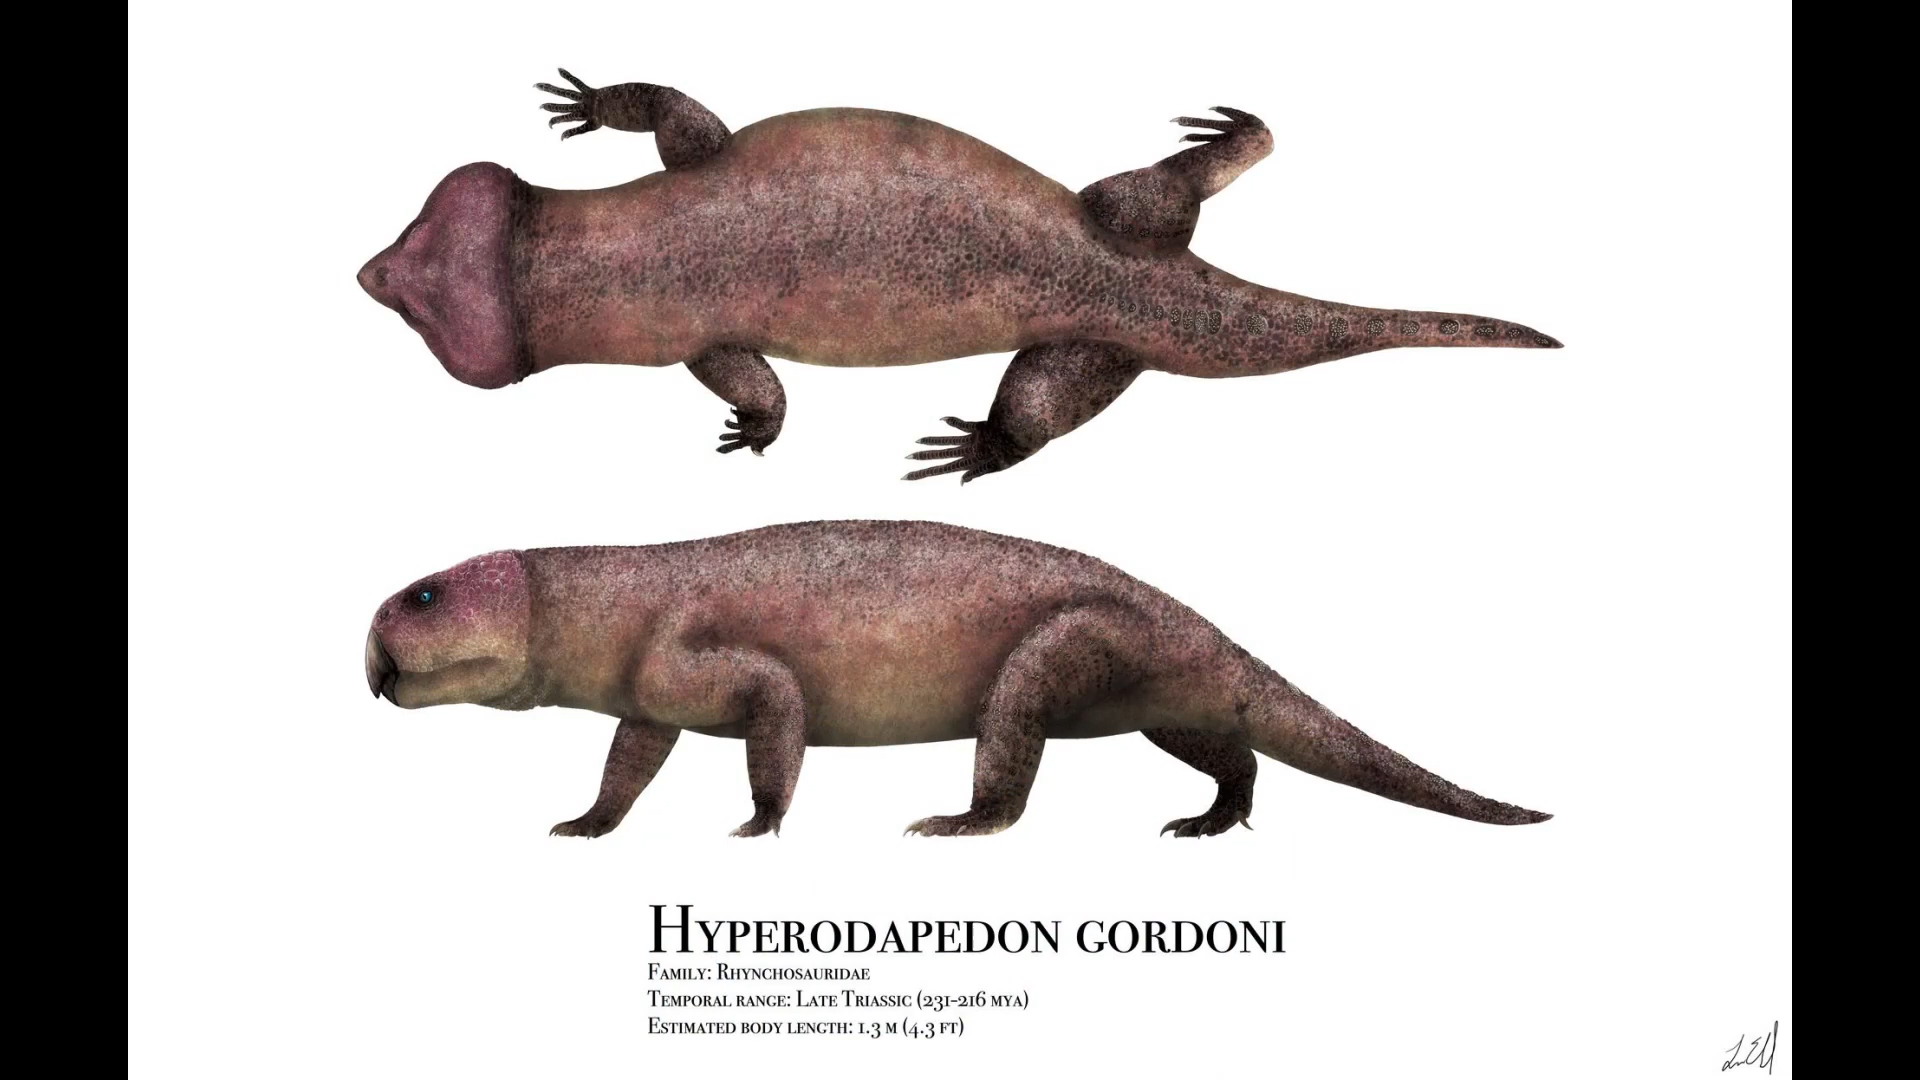 Hyperodapedon gordoni
Family: Rhynchosauridae
Temporal range: Late Triassic (231-216 mya)
Estimated body length: 1.3 m (4.3 ft)